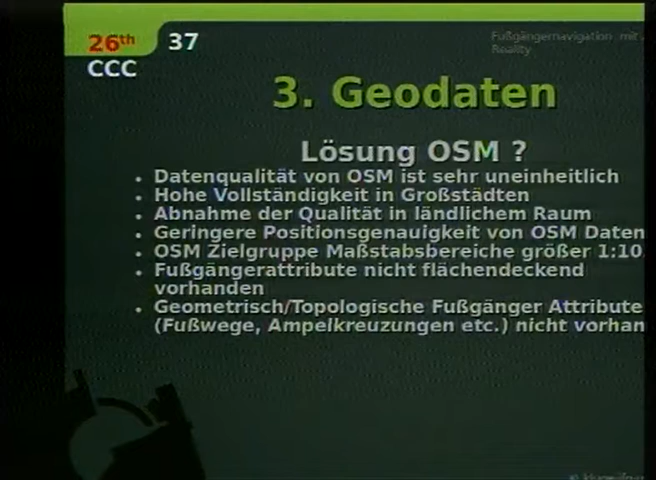 26th 37
CCC
Fußgängernavigation mit
Reality
3. Geodaten
Lösung OSM ?
• Datenqualität von OSM ist sehr uneinheitlich
• Hohe Vollständigkeit in Großstädten
• Abnahme der Qualität in ländlichem Raum
• Geringere Positionsgenauigkeit von OSM Daten
• OSM Zielgruppe Maßstabsbereiche größer 1:10
• Fußgängerattribute nicht flächendeckend
vorhanden
• Geometrisch/Topologische Fußgänger Attribute
(Fußwege, Ampelkreuzungen etc.) nicht vorhan